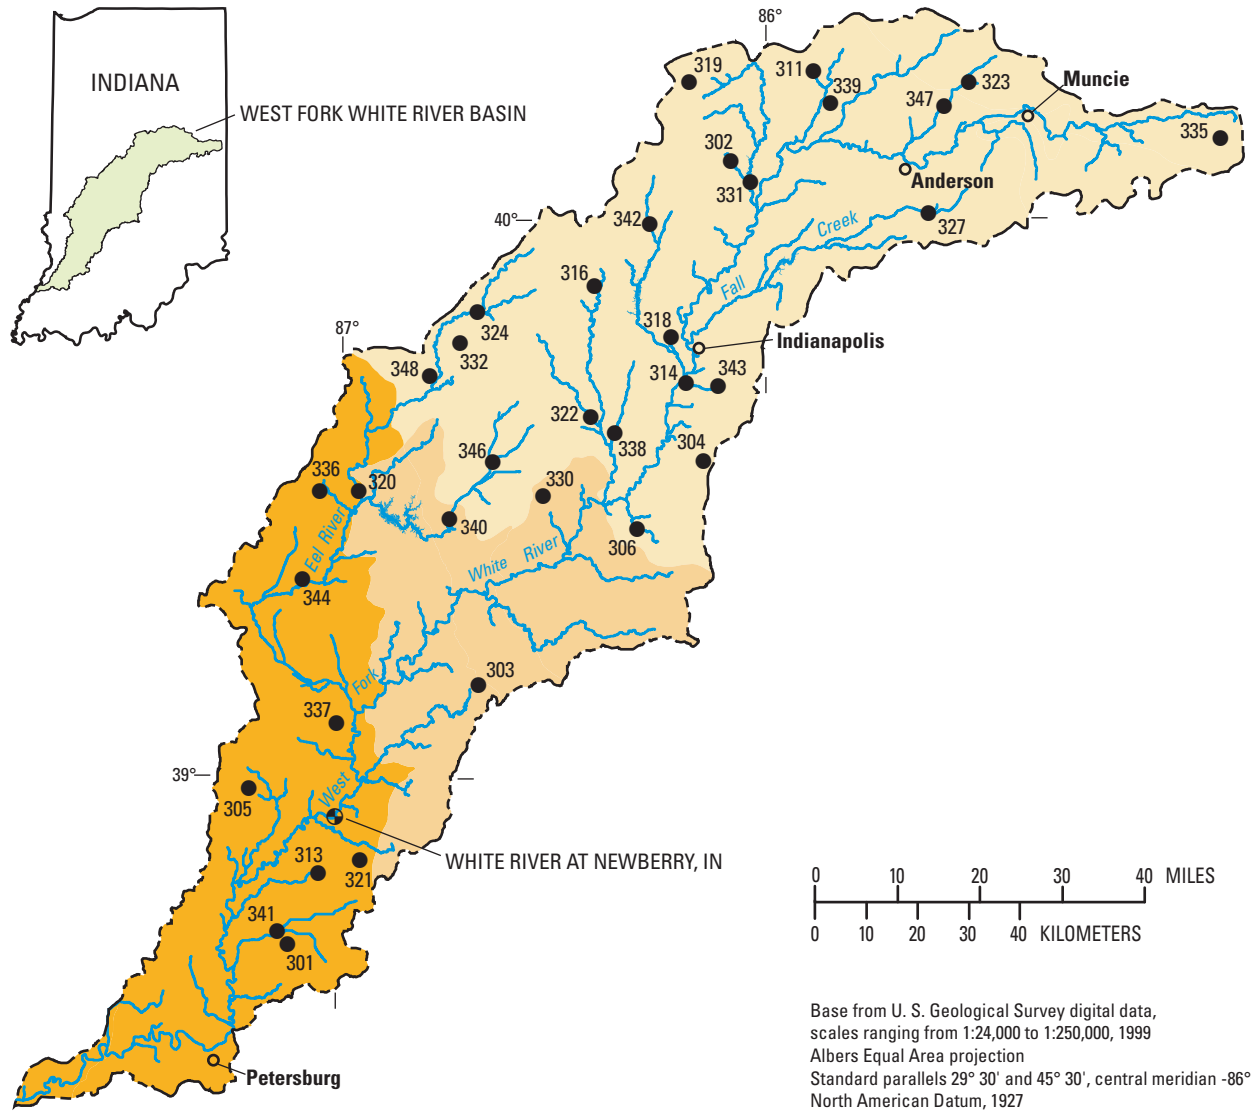 INDIANA
WEST FORK WHITE RIVER BASIN
86°
319
311
339
323
347
Muncie
335
302
331
Anderson
327
342
40°
Creek
Fall
316
324
332
318
Indianapolis
87°
348
314
343
322
338
304
346
336
320
330
340
306
Eel River
White River
344
303
Fork
337
39°
West
305
WHITE RIVER AT NEWBERRY, IN
313
321
341
301
Petersburg
0 10 20 30 40 MILES
0 10 20 30 40 KILOMETERS
Base from U. S. Geological Survey digital data,
scales ranging from 1:24,000 to 1:250,000, 1999
Albers Equal Area projection
Standard parallels 29° 30' and 45° 30', central meridian -86°
North American Datum, 1927